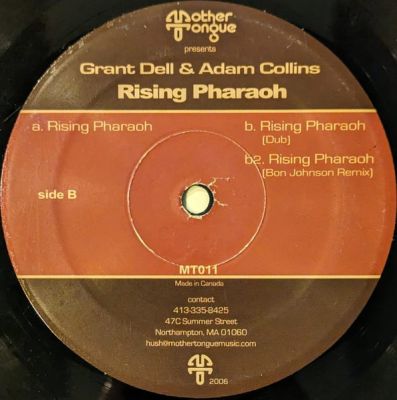 Mother
Tongue
presents
Grant Dell & Adam Collins
Rising Pharaoh
a. Rising Pharaoh
b. Rising Pharaoh
(Dub)
b2. Rising Pharaoh
(Bon Johnson Remix)
side B
MT011
Made in Canada
contact
413-335-8425
47C Summer Street
Northampton, MA 01060
hush@mothertonguemusic.com
2006